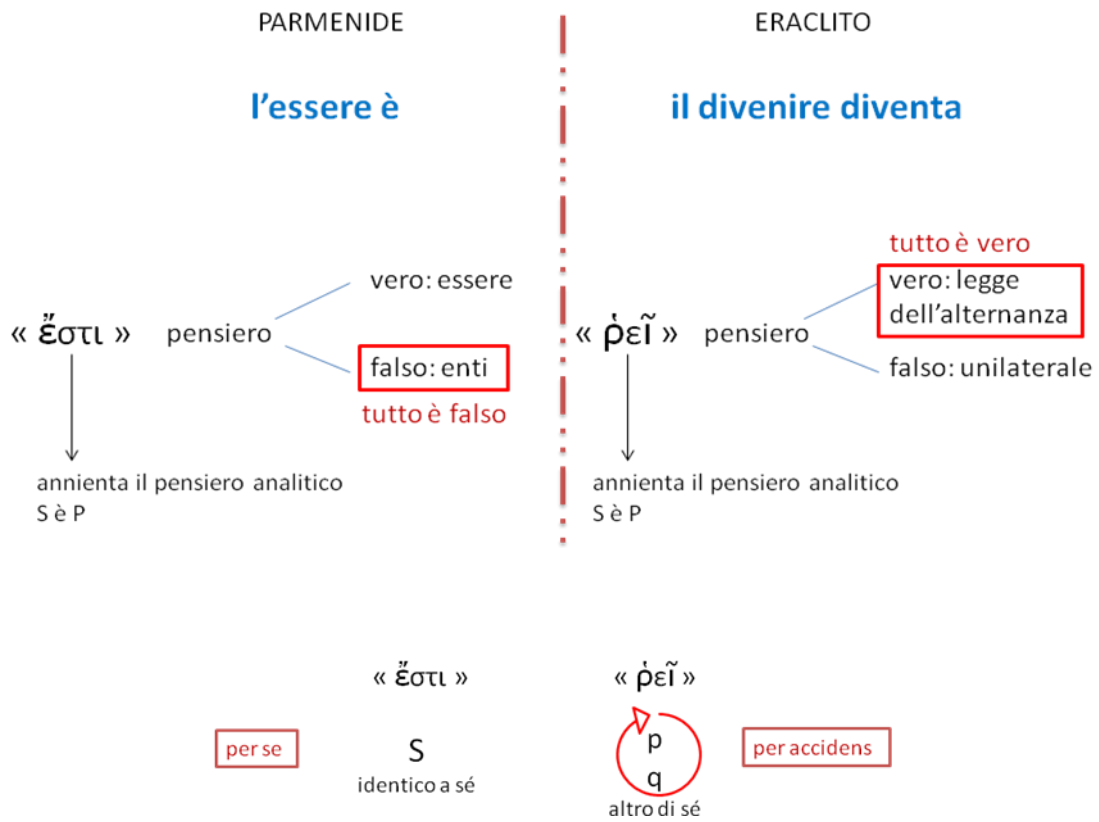 PARMENIDE
l'essere è
vero: essere
« ἔστι »
pensiero
falso: enti
tutto è falso
annienta il pensiero analitico
S è P
ERACLITO
il divenire diventa
tutto è vero
vero: legge
dell'alternanza
« ῥεῖ »
pensiero
falso: unilaterale
annienta il pensiero analitico
S è P
« ἔστι »
per se
S
identico a sé
« ῥεῖ »
p
q
altro di sé
per accidens